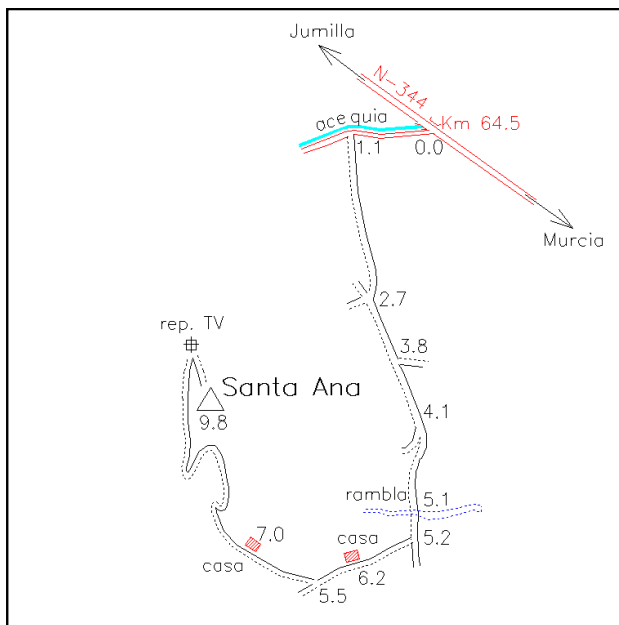 Jumilla
N-344
acequia
Km 64.5
1.1
0.0
Murcia
2.7
rep. TV
3.8
Santa Ana
9.8
4.1
rambla
5.1
7.0
casa
5.2
casa
6.2
5.5